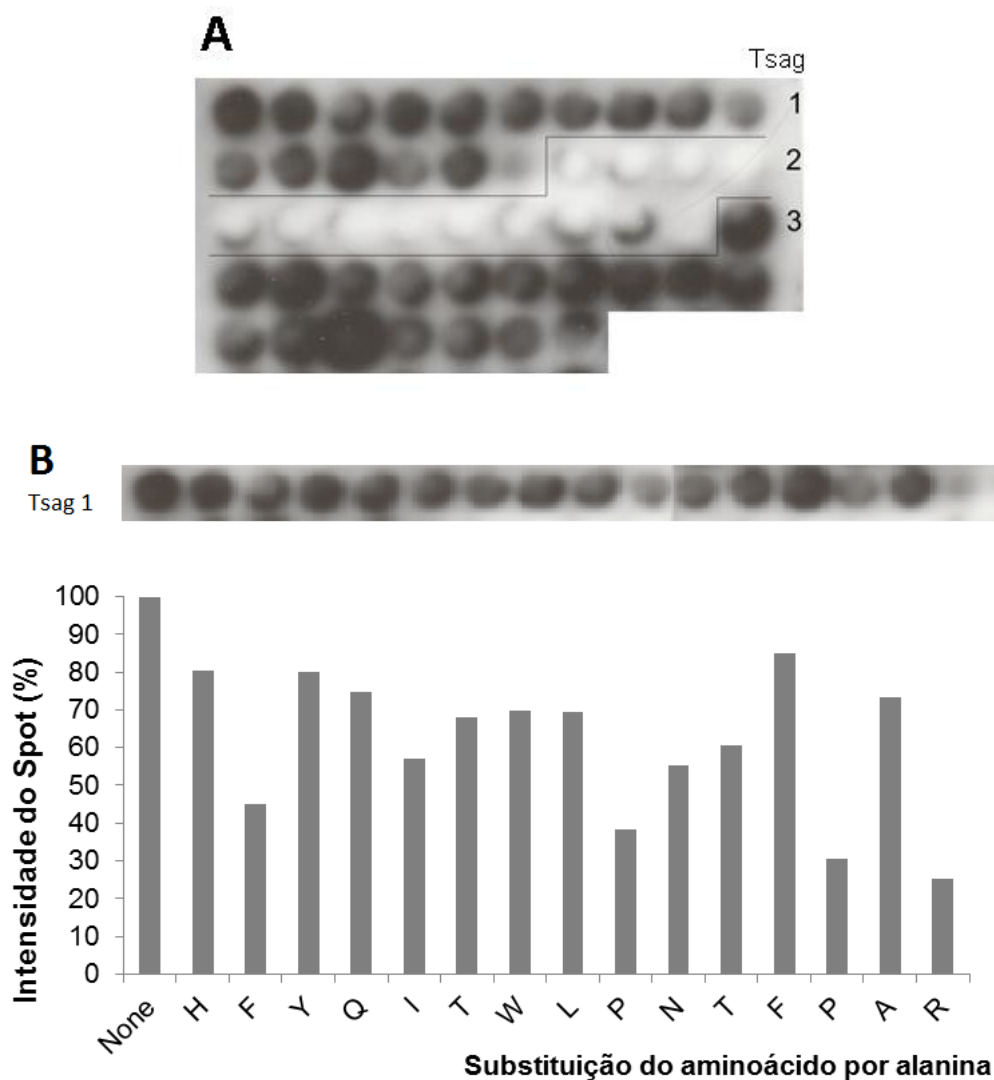 A
Tsag
1
2
3
B
Tsag 1
Intensidade do Spot (%)
100
90
80
70
60
50
40
30
20
10
0
None H F Y Q I T W L P N T F P A R
Substituição do aminoácido por alanina